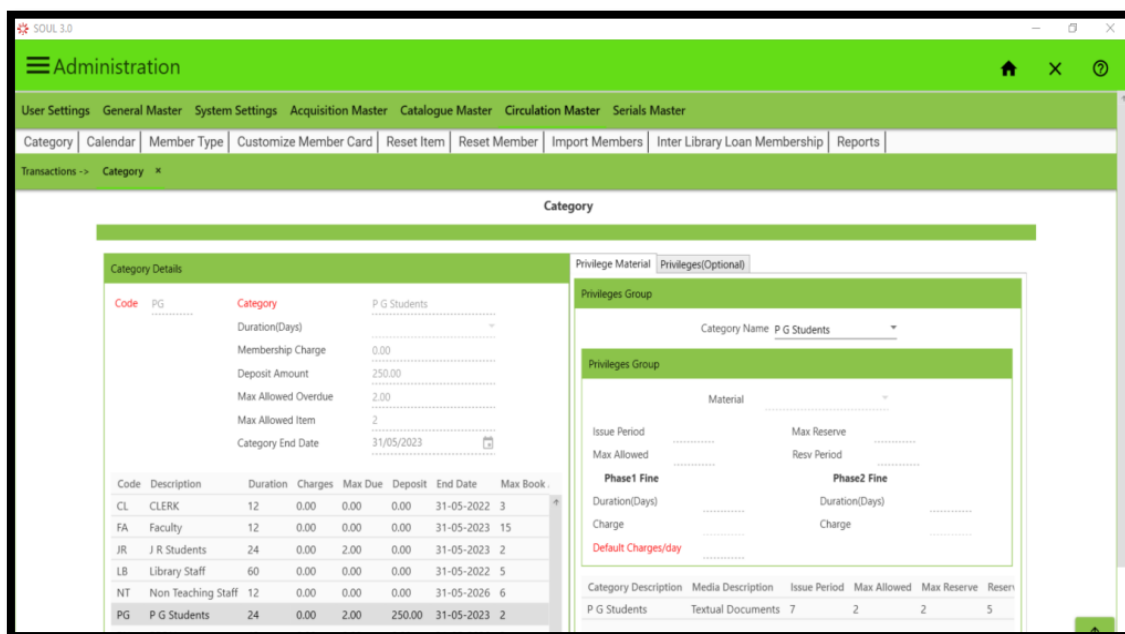 SOUL 3.0
Administration
User Settings General Master System Settings Acquisition Master Catalogue Master Circulation Master Serials Master
Category Calendar Member Type Customize Member Card Reset Item Reset Member Import Members Inter Library Loan Membership Reports
Transactions -> Category ×
Category
Category Details
Code PG Category P G Students
Duration(Days)
Membership Charge 0.00
Deposit Amount 250.00
Max Allowed Overdue 2.00
Max Allowed Item 2
Category End Date 31/05/2023
Code Description Duration Charges Max Due Deposit End Date Max Book
CL CLERK 12 0.00 0.00 0.00 31-05-2022 3
FA Faculty 12 0.00 0.00 0.00 31-05-2023 15
JR J R Students 24 0.00 2.00 0.00 31-05-2023 2
LB Library Staff 60 0.00 0.00 0.00 31-05-2022 5
NT Non Teaching Staff 12 0.00 0.00 0.00 31-05-2026 6
PG P G Students 24 0.00 2.00 250.00 31-05-2023 2
Privilege Material Privileges(Optional)
Privileges Group
Category Name P G Students
Privileges Group
Material
Issue Period Max Reserve
Max Allowed Resv Period
Phase1 Fine Phase2 Fine
Duration(Days) Duration(Days)
Charge Charge
Default Charges/day
Category Description Media Description Issue Period Max Allowed Max Reserve Reserv
P G Students Textual Documents 7 2 2 5